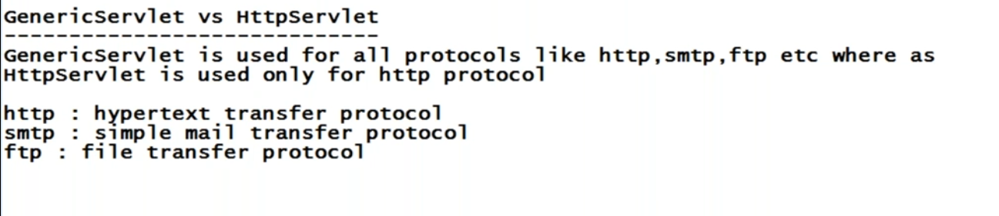 GenericServlet vs HttpServlet
-----------------------------
GenericServlet is used for all protocols like http,smtp,ftp etc where as
HttpServlet is used only for http protocol
http : hypertext transfer protocol
smtp : simple mail transfer protocol
ftp : file transfer protocol